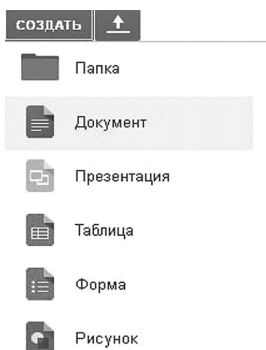 СОЗДАТЬ
Папка
Документ
Презентация
Таблица
Форма
Рисунок